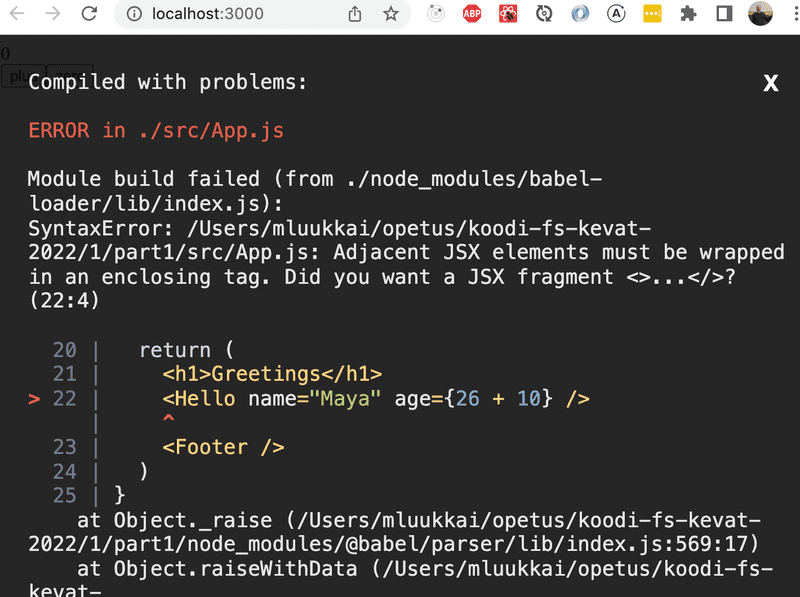 localhost:3000
ABP
A
0
plus
Compiled with problems:
X
ERROR in ./src/App.js
Module build failed (from ./node_modules/babel-
loader/lib/index.js):
SyntaxError: /Users/mluukkai/opetus/koodi-fs-kevat-
2022/1/part1/src/App.js: Adjacent JSX elements must be wrapped
in an enclosing tag. Did you want a JSX fragment <>...</>?
(22:4)
20 |   return (
21 |     <h1>Greetings</h1>
> 22 |     <Hello name="Maya" age={26 + 10} />
|     ^
23 |     <Footer />
24 |   )
25 | }
at Object._raise (/Users/mluukkai/opetus/koodi-fs-kevat-
2022/1/part1/node_modules/@babel/parser/lib/index.js:569:17)
at Object.raiseWithData (/Users/mluukkai/opetus/koodi-fs-
kevat-